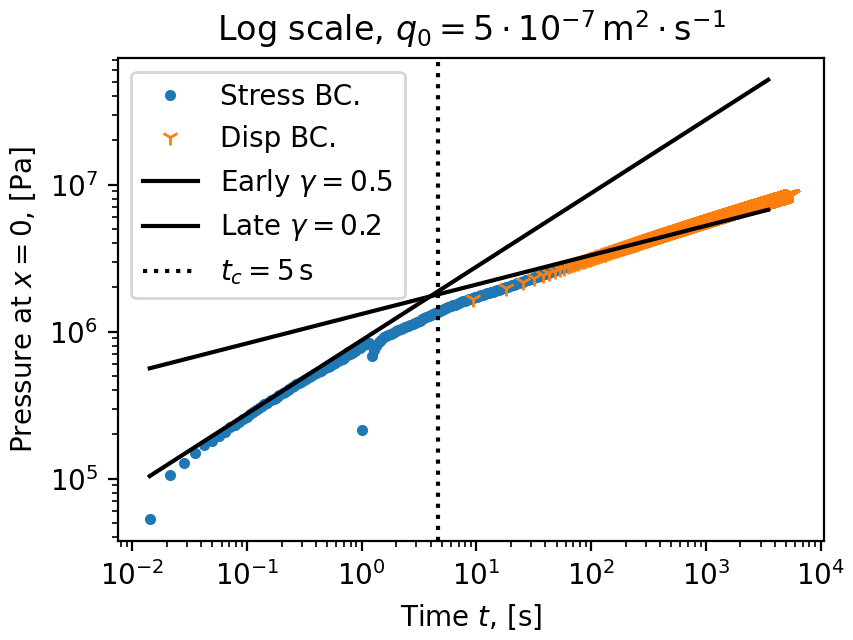 Log scale, q₀ = 5 · 10⁻⁷ m² · s⁻¹
Stress BC.
Disp BC.
Early γ = 0.5
Late γ = 0.2
t_c = 5 s
Pressure at x = 0, [Pa]
10⁷
10⁶
10⁵
10⁻² 10⁻¹ 10⁰ 10¹ 10² 10³ 10⁴
Time t, [s]